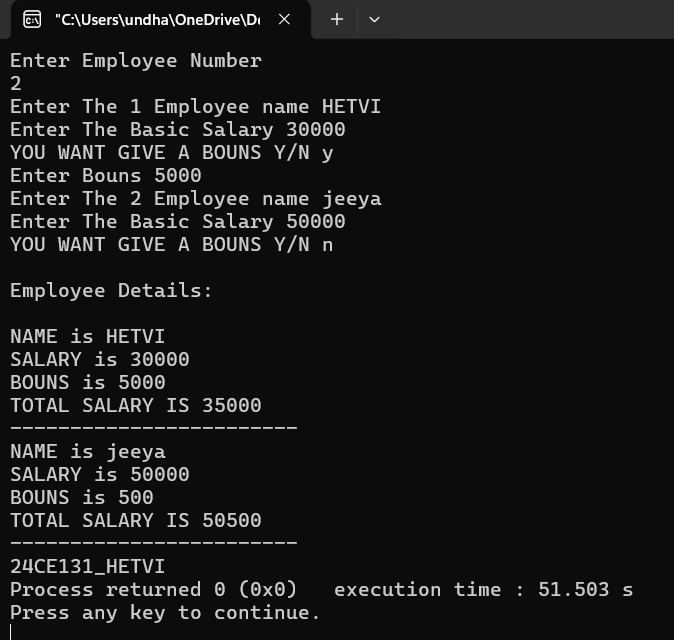 "C:\Users\undha\OneDrive\De
Enter Employee Number
2
Enter The 1 Employee name HETVI
Enter The Basic Salary 30000
YOU WANT GIVE A BOUNS Y/N y
Enter Bouns 5000
Enter The 2 Employee name jeeya
Enter The Basic Salary 50000
YOU WANT GIVE A BOUNS Y/N n
Employee Details:
NAME is HETVI
SALARY is 30000
BOUNS is 5000
TOTAL SALARY IS 35000
------------------------
NAME is jeeya
SALARY is 50000
BOUNS is 500
TOTAL SALARY IS 50500
------------------------
24CE131_HETVI
Process returned 0 (0x0)   execution time : 51.503 s
Press any key to continue.